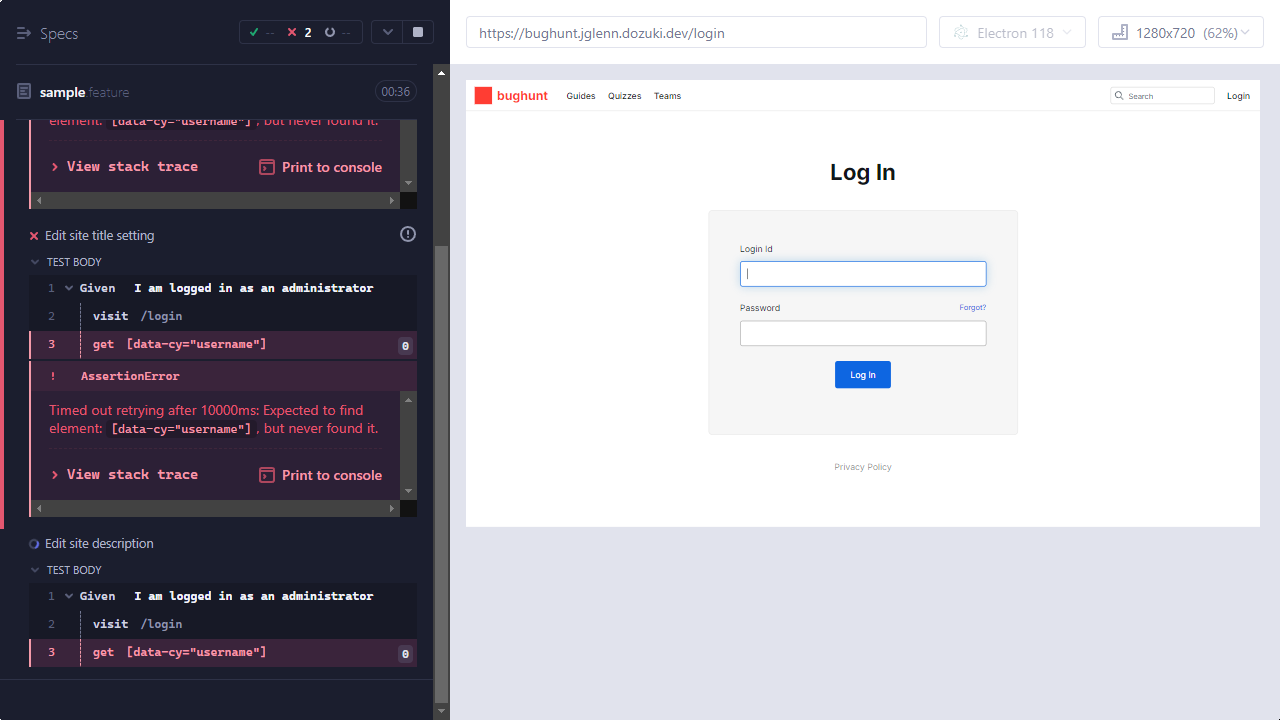 Specs
-- 2 --
sample.feature
00:36
element: [data-cy="username"], but never found it.
View stack trace
Print to console
Edit site title setting
TEST BODY
1 Given I am logged in as an administrator
2 visit /login
3 get [data-cy="username"] 0
! AssertionError
Timed out retrying after 10000ms: Expected to find
element: [data-cy="username"], but never found it.
View stack trace
Print to console
Edit site description
TEST BODY
1 Given I am logged in as an administrator
2 visit /login
3 get [data-cy="username"] 0
https://bughunt.jglenn.dozuki.dev/login
Electron 118
1280x720 (62%)
bughunt
Guides Quizzes Teams
Search
Login
Log In
Login Id
Password
Forgot?
Log In
Privacy Policy